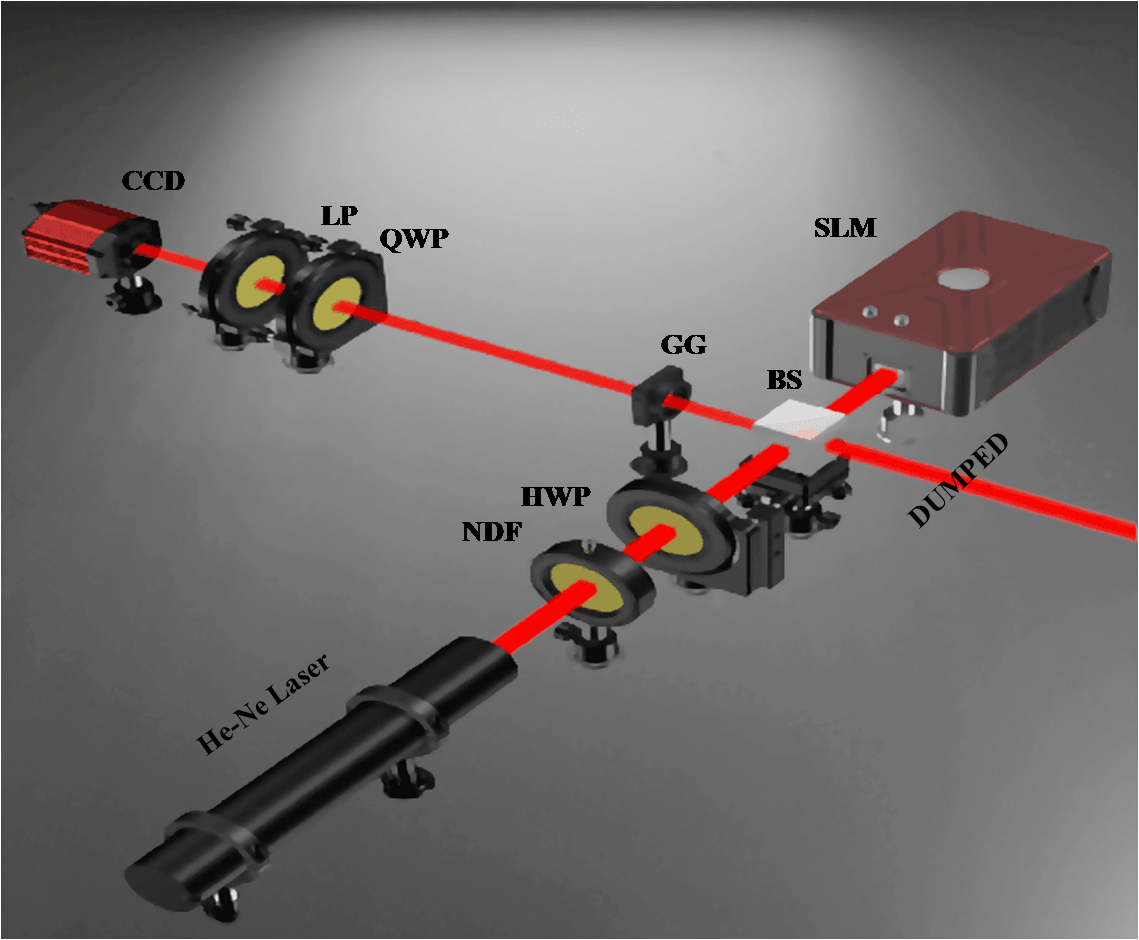 CCD
LP
QWP
SLM
GG
BS
HWP
NDF
DUMPED
He-Ne Laser